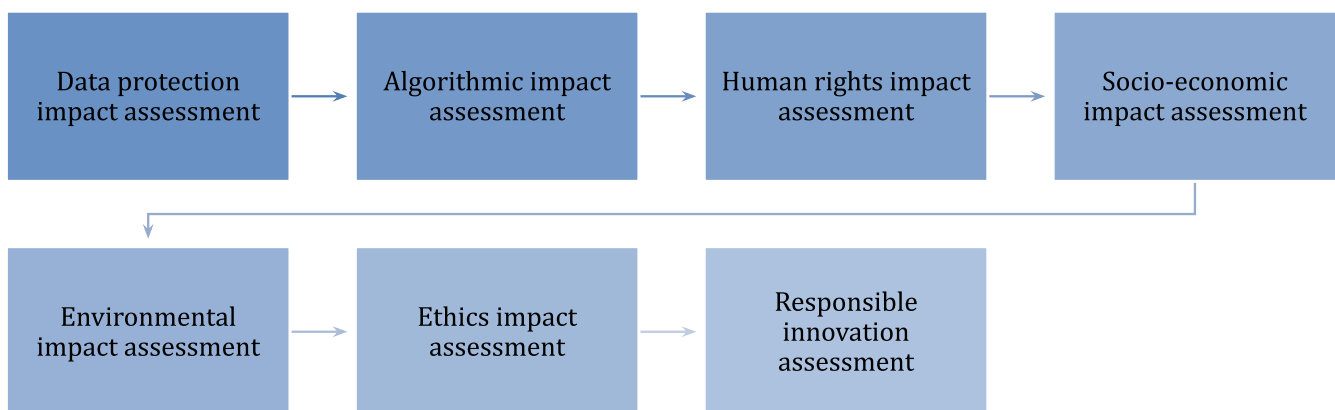 Data protection
impact assessment
Algorithmic impact
assessment
Human rights impact
assessment
Socio-economic
impact assessment
Environmental
impact assessment
Ethics impact
assessment
Responsible
innovation
assessment